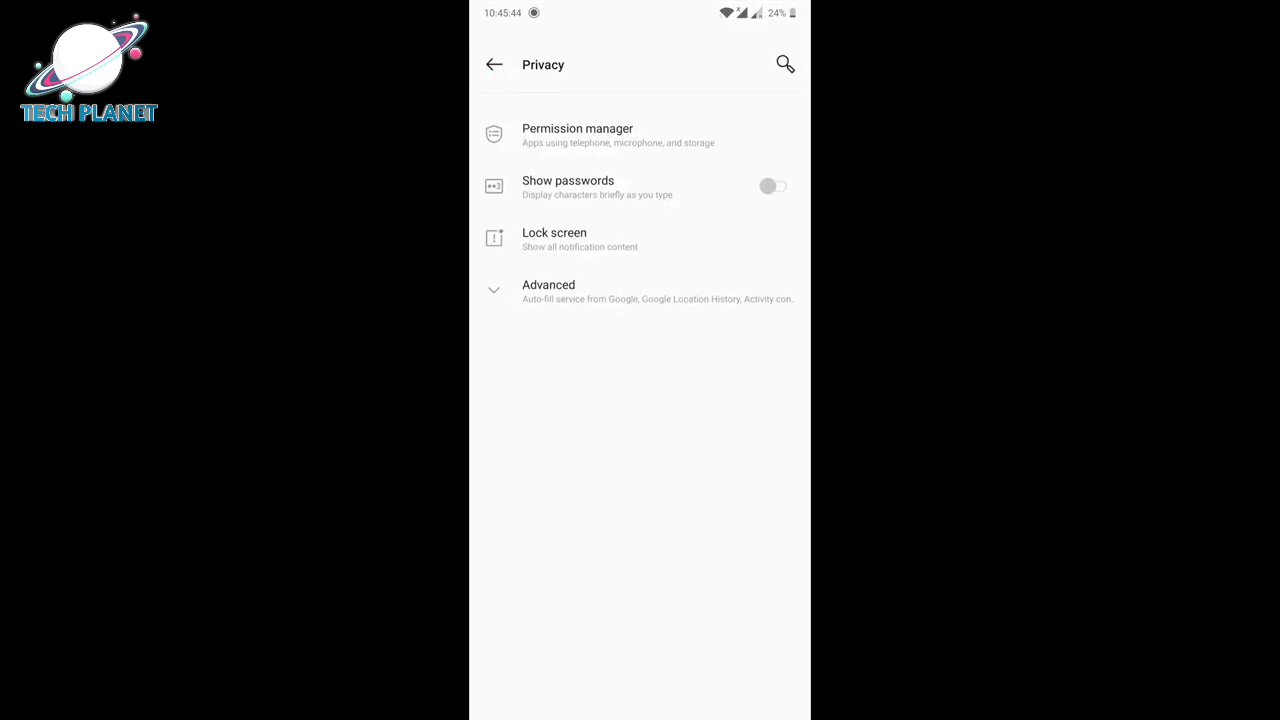 TECH PLANET
10:45:44
24%
Privacy
Permission manager
Apps using telephone, microphone, and storage
Show passwords
Display characters briefly as you type
Lock screen
Show all notification content
Advanced
Auto-fill service from Google, Google Location History, Activity con..